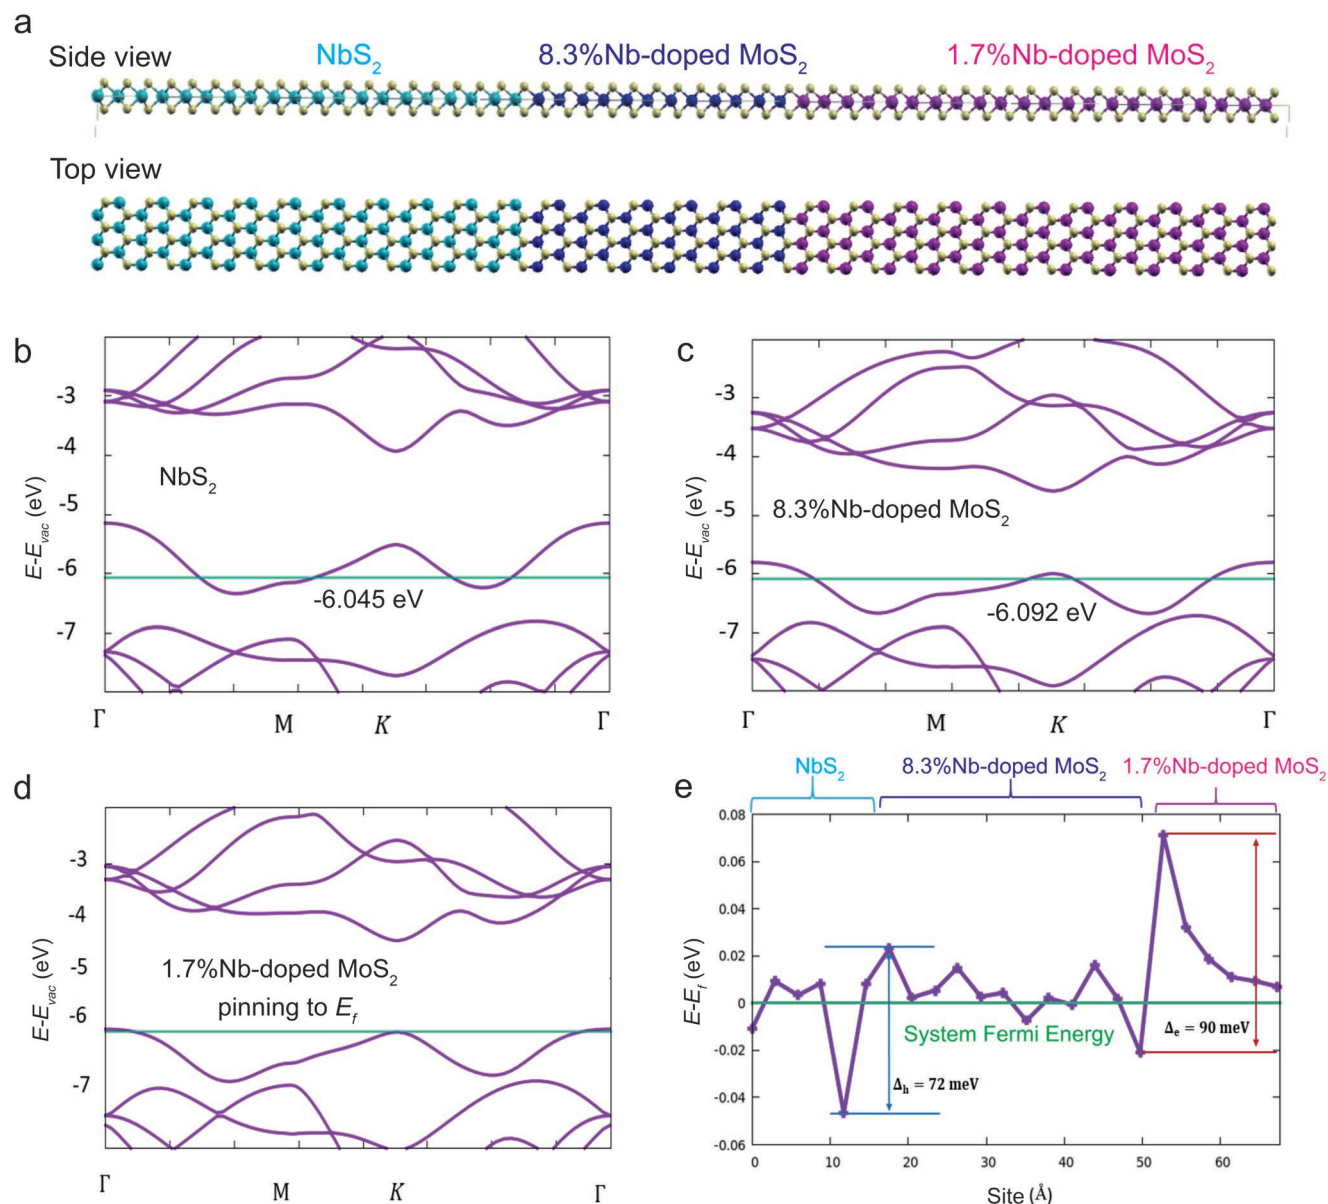 a
Side view
NbS₂
8.3%Nb-doped MoS₂
1.7%Nb-doped MoS₂
Top view
b
-3
-4
-5
-6
-7
E-E_vac (eV)
NbS₂
-6.045 eV
Γ M K Γ
c
-3
-4
-5
-6
-7
E-E_vac (eV)
8.3%Nb-doped MoS₂
-6.092 eV
Γ M K Γ
d
-3
-4
-5
-6
-7
E-E_vac (eV)
1.7%Nb-doped MoS₂
pinning to E_f
Γ M K Γ
e
NbS₂ 8.3%Nb-doped MoS₂ 1.7%Nb-doped MoS₂
0.08
0.06
0.04
0.02
0
-0.02
-0.04
-0.06
E-E_f (eV)
System Fermi Energy
Δₑ = 90 meV
Δₕ = 72 meV
0 10 20 30 40 50 60
Site (Å)